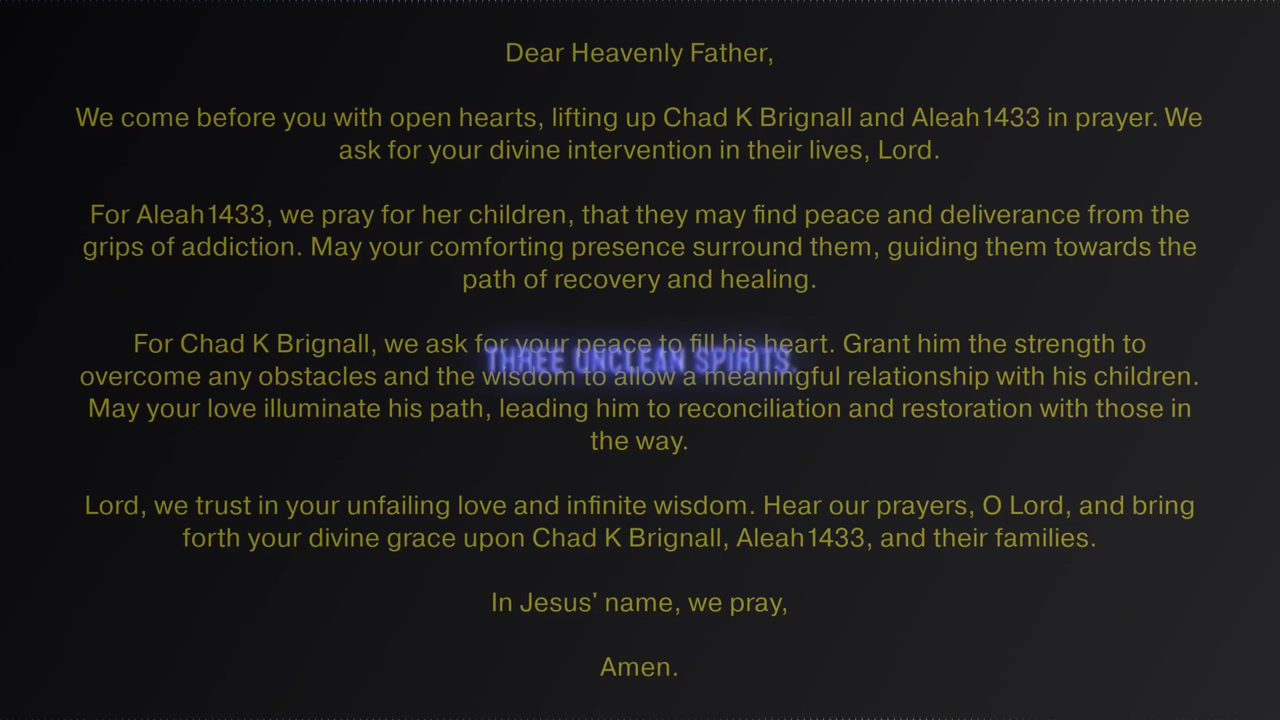 Dear Heavenly Father,
We come before you with open hearts, lifting up Chad K Brignall and Aleah1433 in prayer. We
ask for your divine intervention in their lives, Lord.
For Aleah1433, we pray for her children, that they may find peace and deliverance from the
grips of addiction. May your comforting presence surround them, guiding them towards the
path of recovery and healing.
For Chad K Brignall, we ask for your peace to fill his heart. Grant him the strength to
THREE UNCLEAN SPIRITS.
overcome any obstacles and the wisdom to allow a meaningful relationship with his children.
May your love illuminate his path, leading him to reconciliation and restoration with those in
the way.
Lord, we trust in your unfailing love and infinite wisdom. Hear our prayers, O Lord, and bring
forth your divine grace upon Chad K Brignall, Aleah1433, and their families.
In Jesus' name, we pray,
Amen.